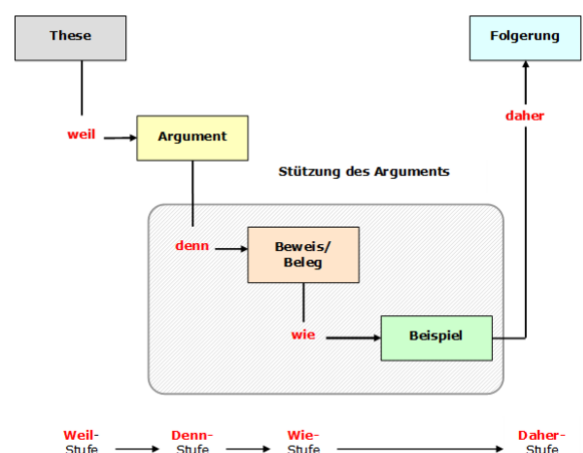 These
Folgerung
weil
Argument
daher
Stützung des Arguments
denn
Beweis/
Beleg
wie
Beispiel
Weil-
Stufe
Denn-
Stufe
Wie-
Stufe
Daher-
Stufe